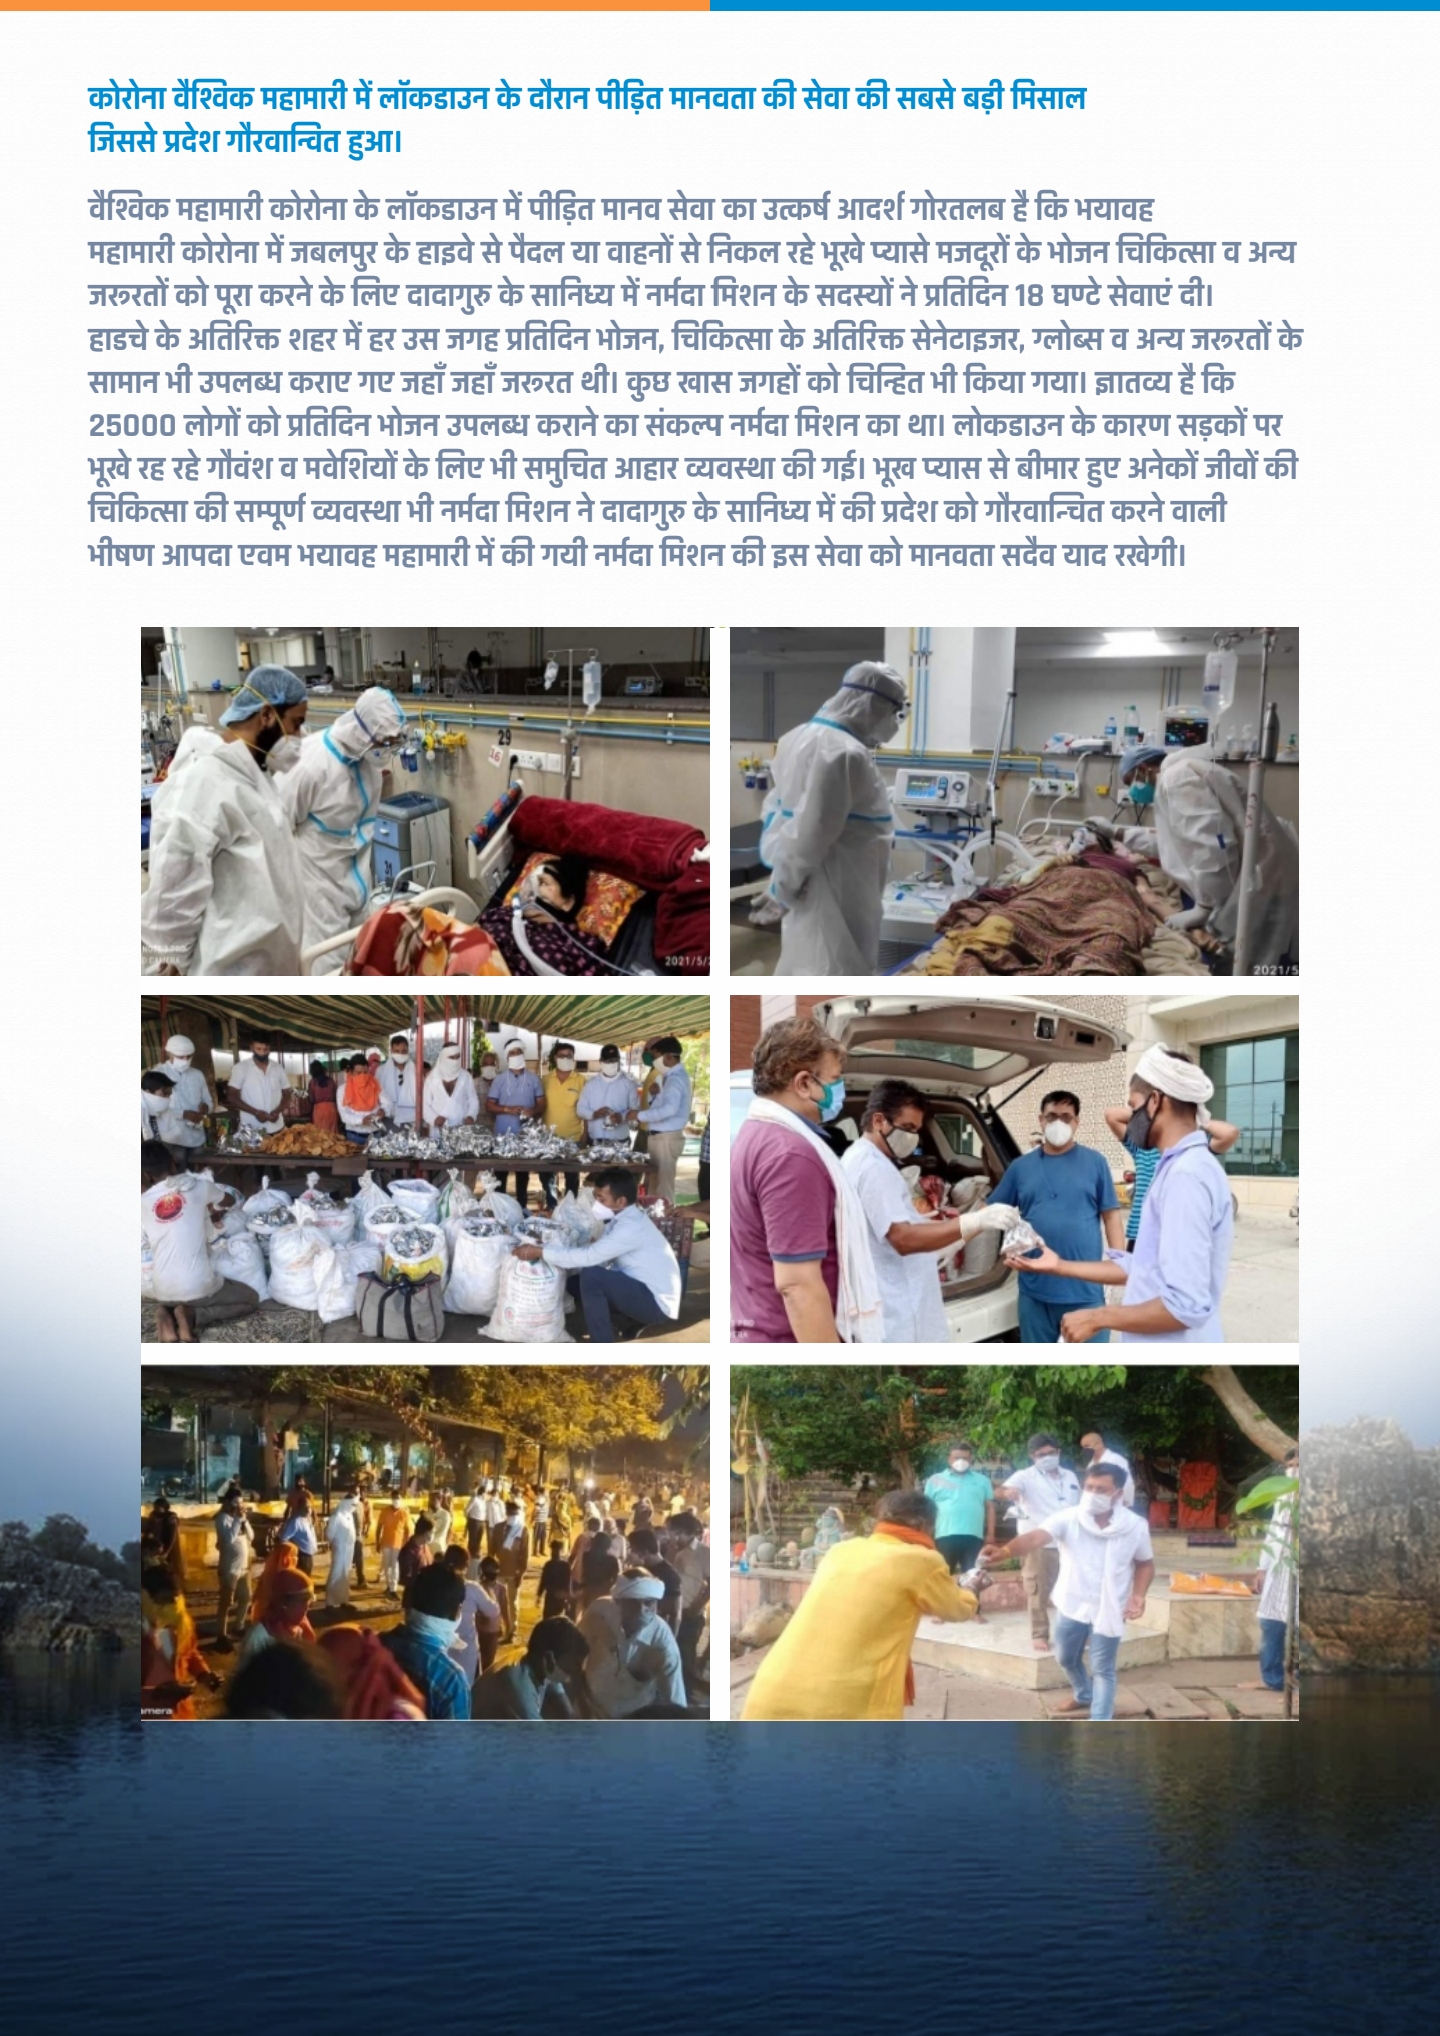 कोरोना वैश्विक महामारी में लॉकडाउन के दौरान पीड़ित मानवता की सेवा की सबसे बड़ी मिसाल
जिससे प्रदेश गौरवान्वित हुआ।
वैश्विक महामारी कोरोना के लॉकडाउन में पीड़ित मानव सेवा का उत्कर्ष आदर्श गोरतलब है कि भयावह
महामारी कोरोना में जबलपुर के हाइवे से पैदल या वाहनों से निकल रहे भूखे प्यासे मजदूरों के भोजन चिकित्सा व अन्य
जरूरतों को पूरा करने के लिए दादागुरु के सानिध्य में नर्मदा मिशन के सदस्यों ने प्रतिदिन 18 घण्टे सेवाएं दी।
हाडचे के अतिरिक्त शहर में हर उस जगह प्रतिदिन भोजन, चिकित्सा के अतिरिक्त सेनेटाइजर, ग्लोब्स व अन्य जरूरतों के
सामान भी उपलब्ध कराए गए जहाँ जहाँ जरूरत थी। कुछ खास जगहों को चिन्हित भी किया गया। ज्ञातव्य है कि
25000 लोगों को प्रतिदिन भोजन उपलब्ध कराने का संकल्प नर्मदा मिशन का था। लोकडाउन के कारण सड़कों पर
भूखे रह रहे गौवंश व मवेशियों के लिए भी समुचित आहार व्यवस्था की गई। भूख प्यास से बीमार हुए अनेकों जीवों की
चिकित्सा की सम्पूर्ण व्यवस्था भी नर्मदा मिशन ने दादागुरु के सानिध्य में की प्रदेश को गौरवान्चित करने वाली
भीषण आपदा एवम भयावह महामारी में की गयी नर्मदा मिशन की इस सेवा को मानवता सदैव याद रखेगी।
29
16
2021/5/
2021/5
amera